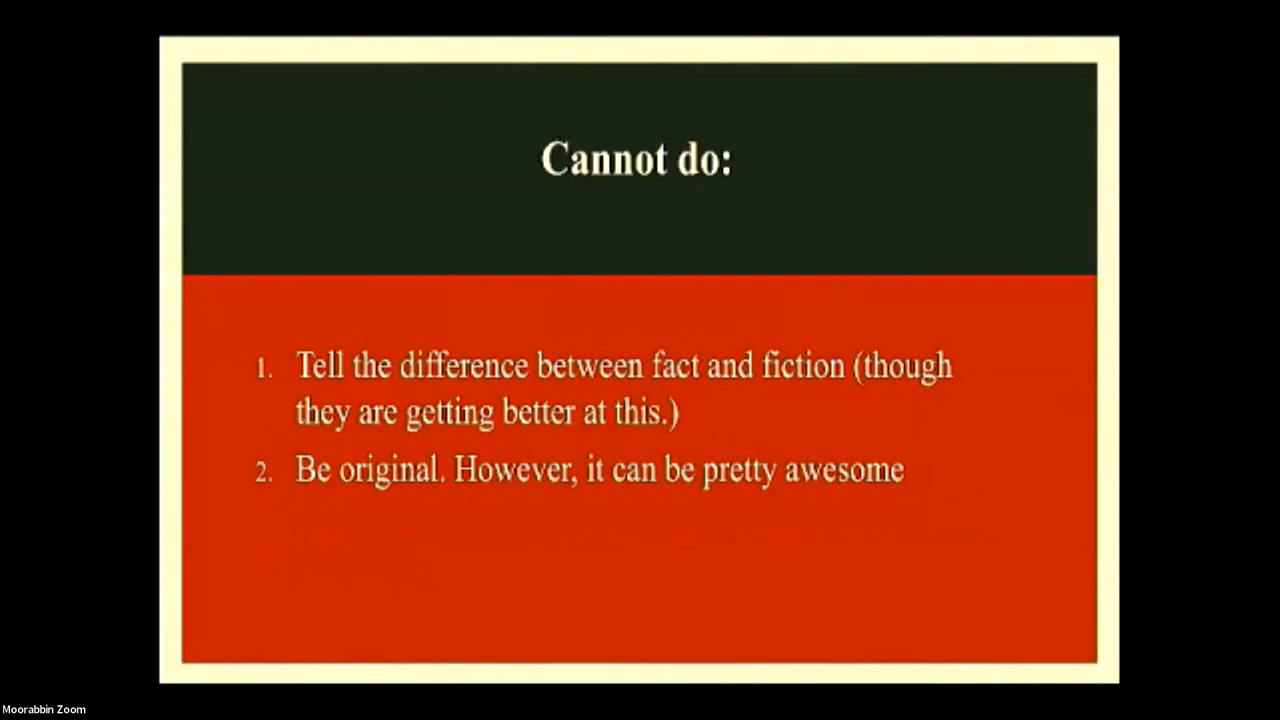 Cannot do:
1. Tell the difference between fact and fiction (though
they are getting better at this.)
2. Be original. However, it can be pretty awesome
Moorabbin Zoom